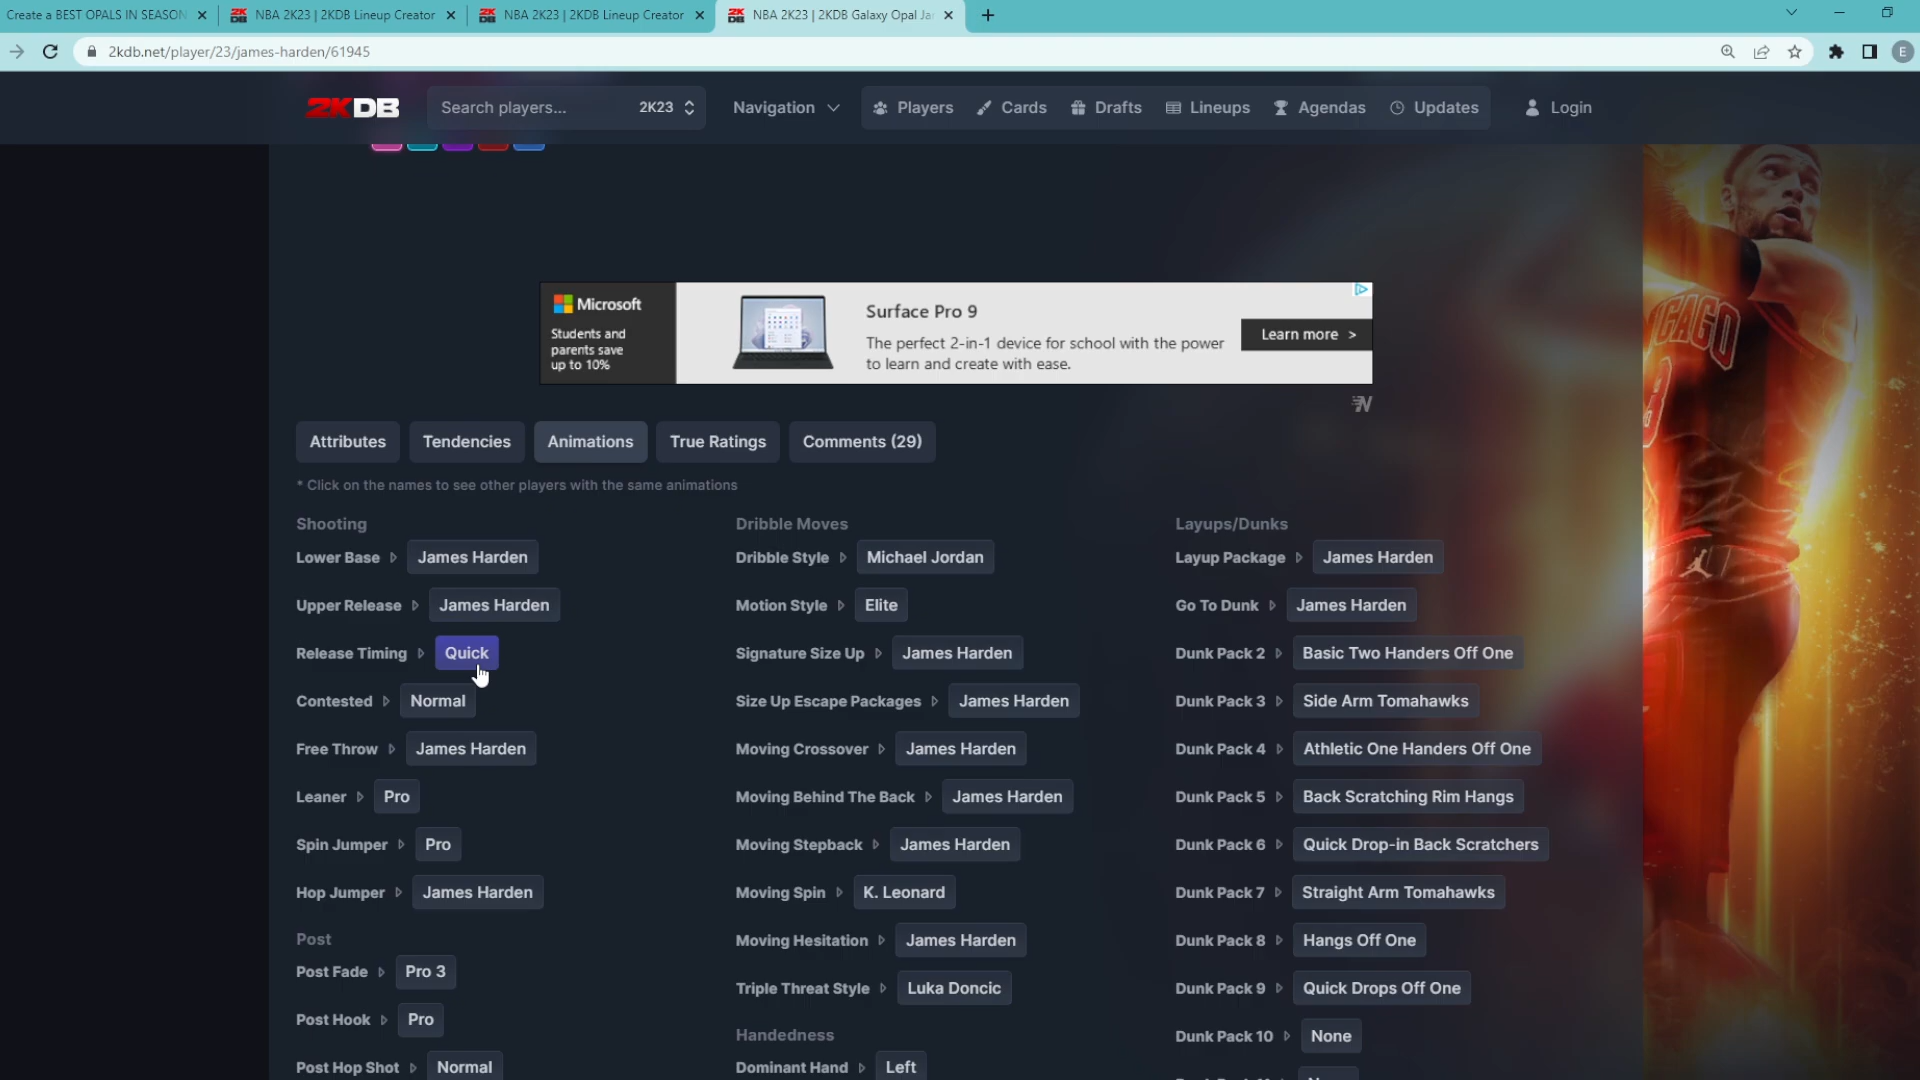 Create a BEST OPALS IN SEASON
NBA 2K23 | 2KDB Lineup Creator
NBA 2K23 | 2KDB Lineup Creator
NBA 2K23 | 2KDB Galaxy Opal Ja
2kdb.net/player/23/james-harden/61945
E
2KDB
Search players...
2K23
Navigation
Players
Cards
Drafts
Lineups
Agendas
Updates
Login
Microsoft
Students and
parents save
up to 10%
Surface Pro 9
The perfect 2-in-1 device for school with the power
to learn and create with ease.
Learn more >
Attributes
Tendencies
Animations
True Ratings
Comments (29)
* Click on the names to see other players with the same animations
Shooting
Lower Base James Harden
Upper Release James Harden
Release Timing Quick
Contested Normal
Free Throw James Harden
Leaner Pro
Spin Jumper Pro
Hop Jumper James Harden
Post
Post Fade Pro 3
Post Hook Pro
Post Hop Shot Normal
Dribble Moves
Dribble Style Michael Jordan
Motion Style Elite
Signature Size Up James Harden
Size Up Escape Packages James Harden
Moving Crossover James Harden
Moving Behind The Back James Harden
Moving Stepback James Harden
Moving Spin K. Leonard
Moving Hesitation James Harden
Triple Threat Style Luka Doncic
Handedness
Dominant Hand Left
Layups/Dunks
Layup Package James Harden
Go To Dunk James Harden
Dunk Pack 2 Basic Two Handers Off One
Dunk Pack 3 Side Arm Tomahawks
Dunk Pack 4 Athletic One Handers Off One
Dunk Pack 5 Back Scratching Rim Hangs
Dunk Pack 6 Quick Drop-in Back Scratchers
Dunk Pack 7 Straight Arm Tomahawks
Dunk Pack 8 Hangs Off One
Dunk Pack 9 Quick Drops Off One
Dunk Pack 10 None